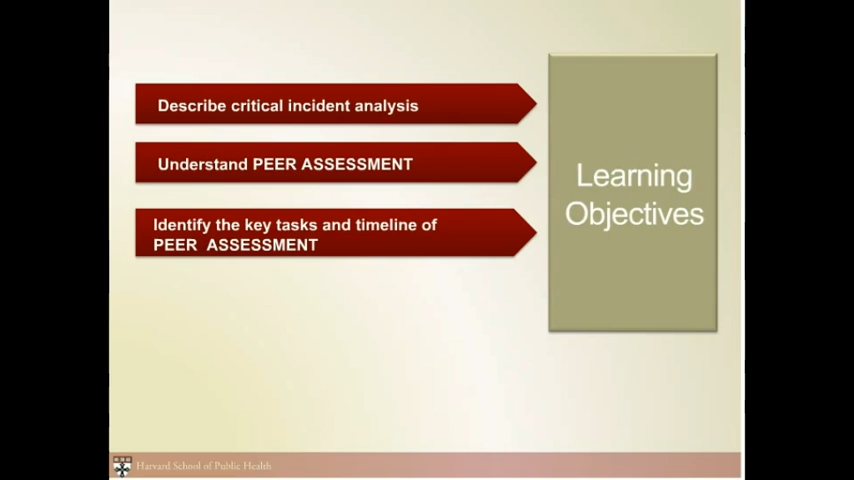 Describe critical incident analysis
Understand PEER ASSESSMENT
Identify the key tasks and timeline of
PEER ASSESSMENT
Learning
Objectives
Harvard School of Public Health